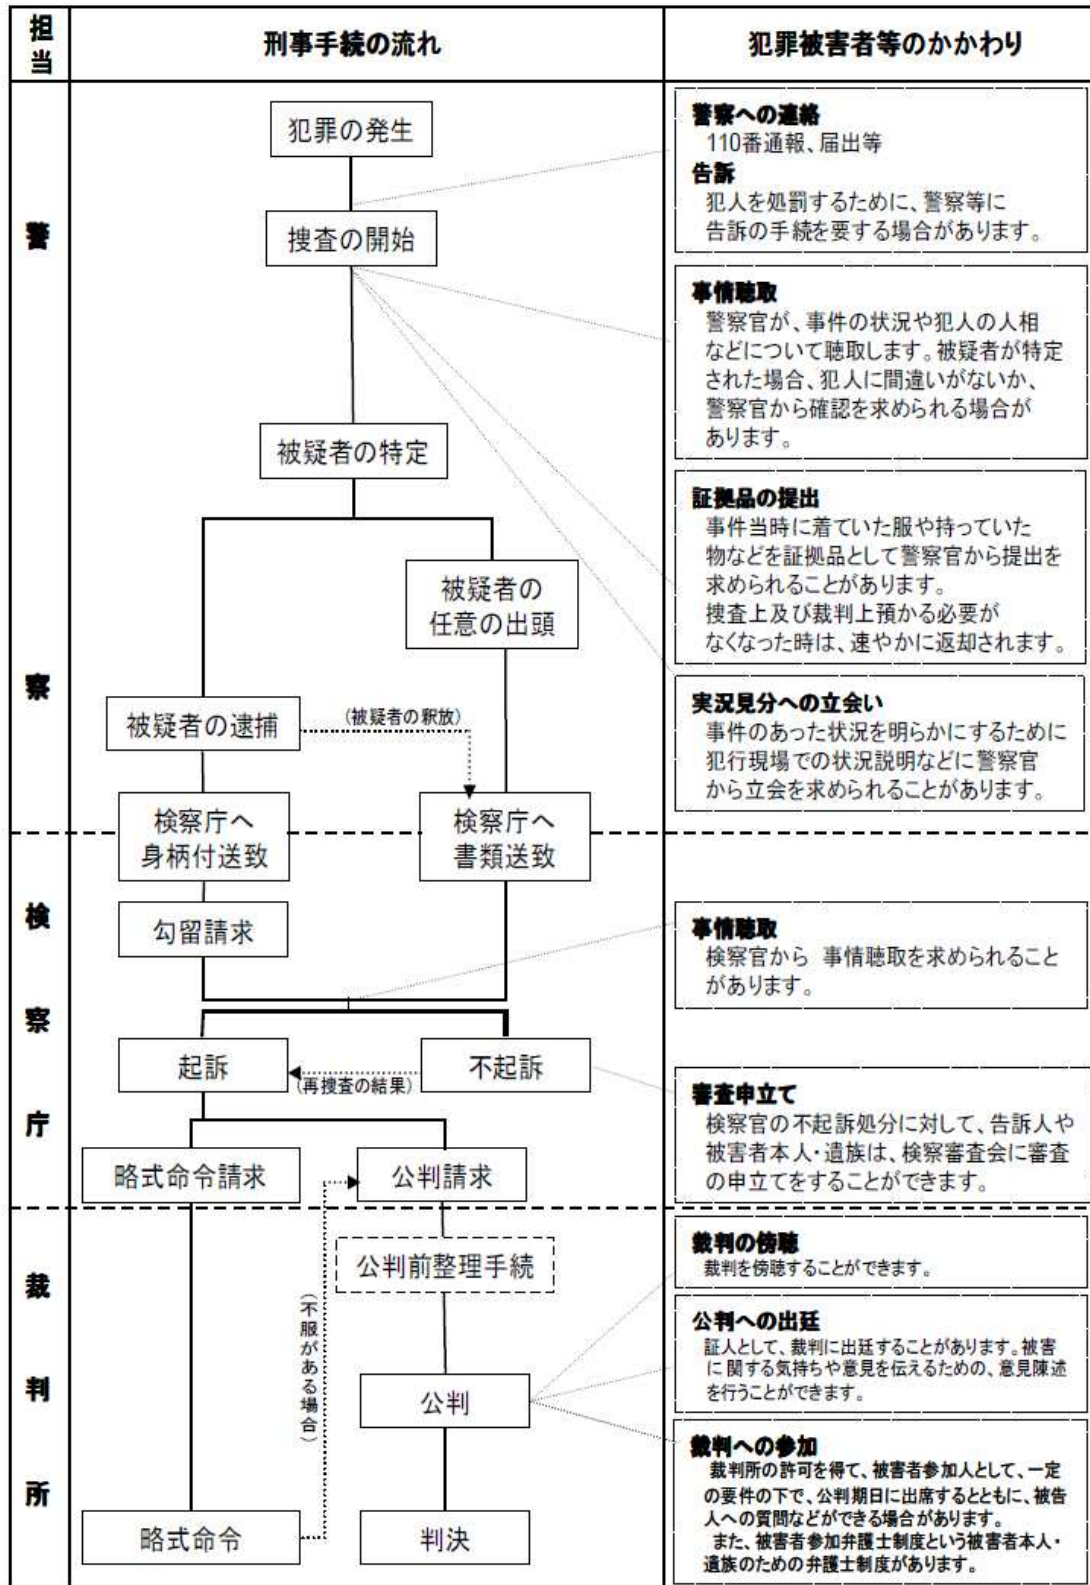 担当
刑事手続の流れ
犯罪被害者等のかかわり
警察
検察庁
裁判所
犯罪の発生
捜査の開始
被疑者の特定
被疑者の
任意の出頭
被疑者の逮捕
(被疑者の釈放)
検察庁へ
身柄付送致
検察庁へ
書類送致
勾留請求
起訴
(再捜査の結果)
不起訴
略式命令請求
公判請求
公判前整理手続
(不服がある場合)
公判
略式命令
判決
警察への連絡
110番通報、届出等
告訴
犯人を処罰するために、警察等に
告訴の手続を要する場合があります。
事情聴取
警察官が、事件の状況や犯人の人相
などについて聴取します。被疑者が特定
された場合、犯人に間違いがないか、
警察官から確認を求められる場合が
あります。
証拠品の提出
事件当時に着ていた服や持っていた
物などを証拠品として警察官から提出を
求められることがあります。
捜査上及び裁判上預かる必要が
なくなった時は、速やかに返却されます。
実況見分への立会い
事件のあった状況を明らかにするために
犯行現場での状況説明などに警察官
から立会を求められることがあります。
事情聴取
検察官から 事情聴取を求められること
があります。
審査申立て
検察官の不起訴処分に対して、告訴人や
被害者本人・遺族は、検察審査会に審査
の申立てをすることができます。
裁判の傍聴
裁判を傍聴することができます。
公判への出廷
証人として、裁判に出廷することがあります。被害
に関する気持ちや意見を伝えるための、意見陳述
を行うことができます。
裁判への参加
裁判所の許可を得て、被害者参加人として、一定
の要件の下で、公判期日に出席するとともに、被告
人への質問などができる場合があります。
また、被害者参加弁護士制度という被害者本人・
遺族のための弁護士制度があります。